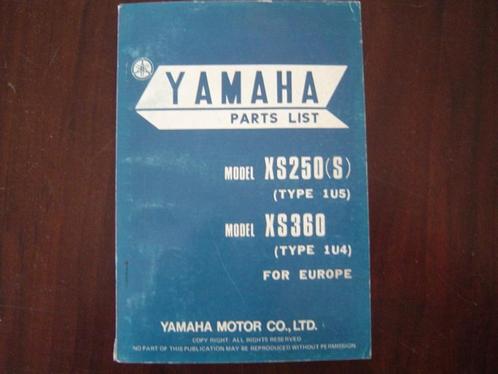 YAMAHA
PARTS LIST
MODEL XS250(S)
(TYPE 1U5)
MODEL XS360
(TYPE 1U4)
FOR EUROPE
YAMAHA MOTOR CO., LTD.
COPY RIGHT: ALL RIGHTS RESERVED
NO PART OF THIS PUBLICATION MAY BE REPRODUCED WITHOUT PERMISSION